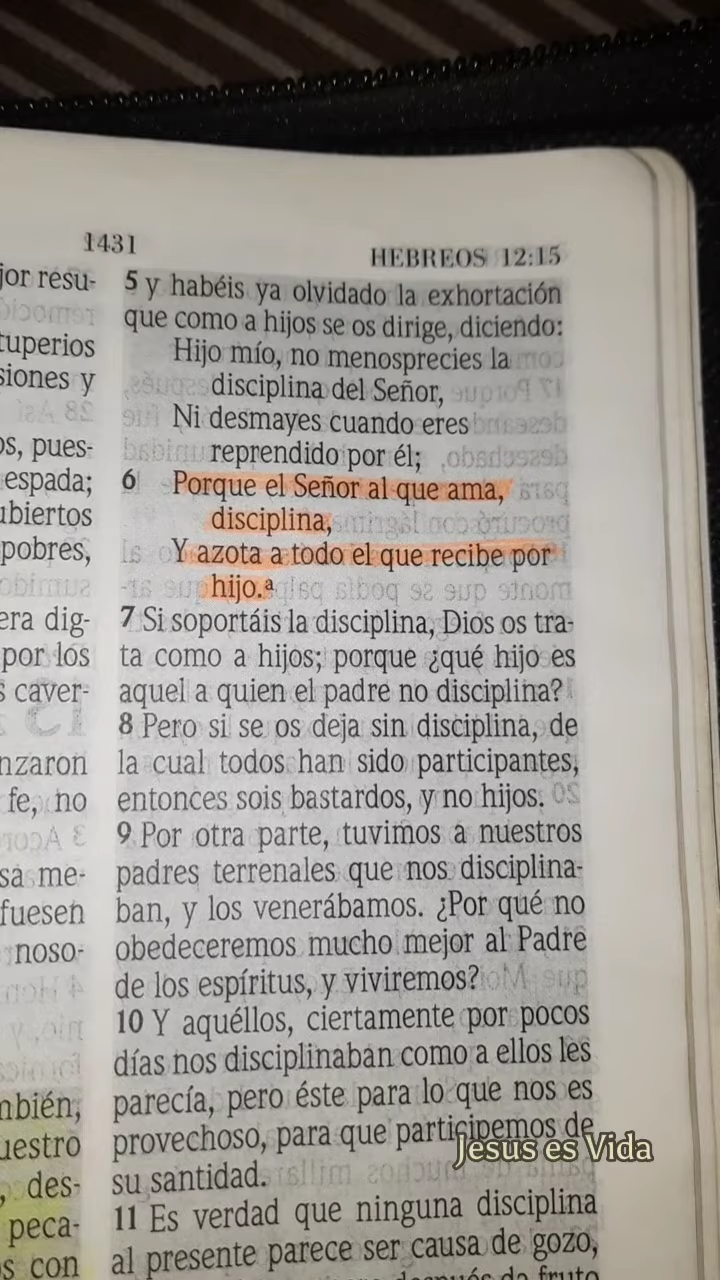 1431
HEBREOS 12:15
jor resu-
tuperios
siones y
os, pues-
espada;
ubiertos
pobres,
era dig-
por los
s caver-
nzaron
fe, no
sa me-
fuesen
noso-
mbién,
uestro
, des-
peca-
os con
5 y habéis ya olvidado la exhortación
que como a hijos se os dirige, diciendo:
Hijo mío, no menosprecies la
disciplina del Señor,
Ni desmayes cuando eres
reprendido por él;
6 Porque el Señor al que ama,
disciplina,
Y azota a todo el que recibe por
hijo.ª
7 Si soportáis la disciplina, Dios os tra-
ta como a hijos; porque ¿qué hijo es
aquel a quien el padre no disciplina?
8 Pero si se os deja sin disciplina, de
la cual todos han sido participantes,
entonces sois bastardos, y no hijos.
9 Por otra parte, tuvimos a nuestros
padres terrenales que nos disciplina-
ban, y los venerábamos. ¿Por qué no
obedeceremos mucho mejor al Padre
de los espíritus, y viviremos?
10 Y aquéllos, ciertamente por pocos
días nos disciplinaban como a ellos les
parecía, pero éste para lo que nos es
provechoso, para que participemos de
su santidad.
11 Es verdad que ninguna disciplina
al presente parece ser causa de gozo,
fruto
Jesus es Vida